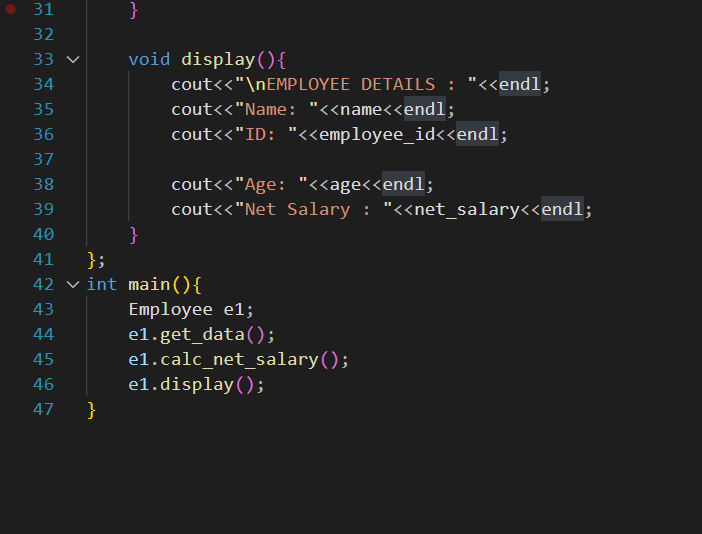 31 }
32
33 void display(){
34 cout<<"\nEMPLOYEE DETAILS : "<<endl;
35 cout<<"Name: "<<name<<endl;
36 cout<<"ID: "<<employee_id<<endl;
37
38 cout<<"Age: "<<age<<endl;
39 cout<<"Net Salary : "<<net_salary<<endl;
40 }
41 };
42 int main(){
43 Employee e1;
44 e1.get_data();
45 e1.calc_net_salary();
46 e1.display();
47 }